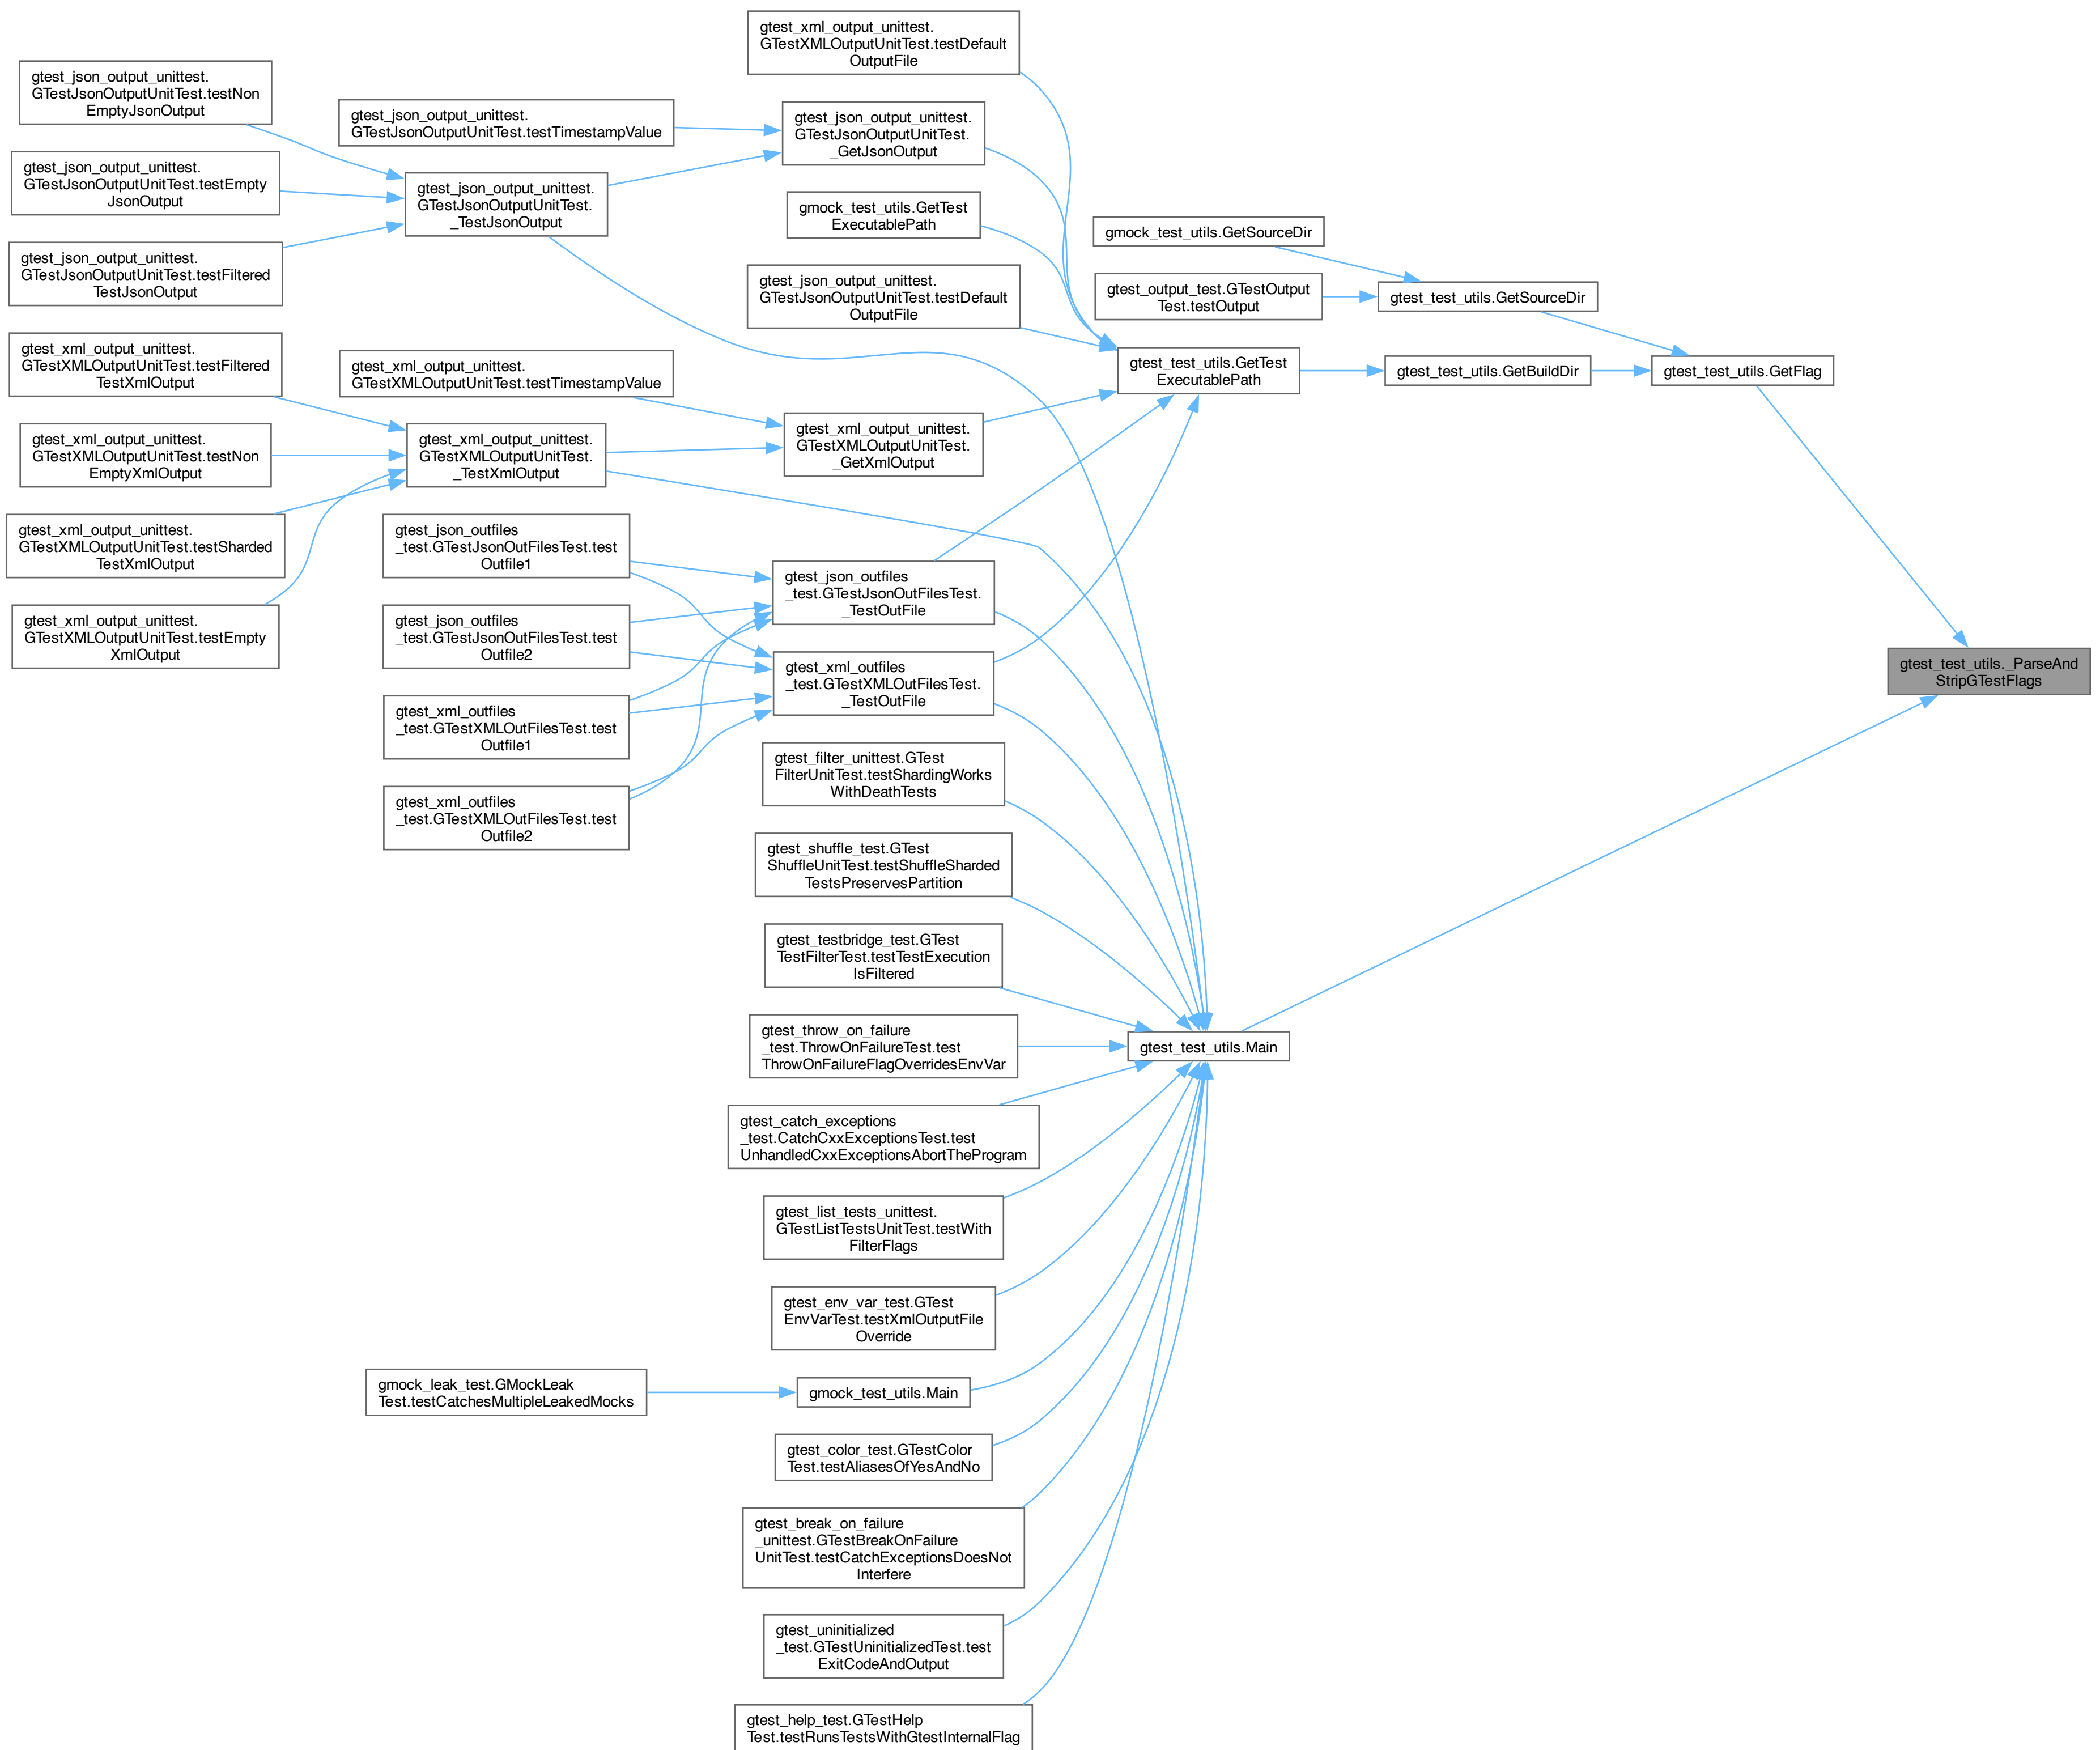 gtest_xml_output_unittest.
GTestXMLOutputUnitTest.testDefault
OutputFile
gtest_json_output_unittest.
GTestJsonOutputUnitTest.testNon
EmptyJsonOutput
gtest_json_output_unittest.
GTestJsonOutputUnitTest.testTimestampValue
gtest_json_output_unittest.
GTestJsonOutputUnitTest.
_GetJsonOutput
gtest_json_output_unittest.
GTestJsonOutputUnitTest.testEmpty
JsonOutput
gtest_json_output_unittest.
GTestJsonOutputUnitTest.
_TestJsonOutput
gmock_test_utils.GetTest
ExecutablePath
gmock_test_utils.GetSourceDir
gtest_json_output_unittest.
GTestJsonOutputUnitTest.testFiltered
TestJsonOutput
gtest_json_output_unittest.
GTestJsonOutputUnitTest.testDefault
OutputFile
gtest_output_test.GTestOutput
Test.testOutput
gtest_test_utils.GetSourceDir
gtest_xml_output_unittest.
GTestXMLOutputUnitTest.testFiltered
TestXmlOutput
gtest_xml_output_unittest.
GTestXMLOutputUnitTest.testTimestampValue
gtest_test_utils.GetTest
ExecutablePath
gtest_test_utils.GetBuildDir
gtest_test_utils.GetFlag
gtest_xml_output_unittest.
GTestXMLOutputUnitTest.testNon
EmptyXmlOutput
gtest_xml_output_unittest.
GTestXMLOutputUnitTest.
_TestXmlOutput
gtest_xml_output_unittest.
GTestXMLOutputUnitTest.
_GetXmlOutput
gtest_xml_output_unittest.
GTestXMLOutputUnitTest.testSharded
TestXmlOutput
gtest_json_outfiles
_test.GTestJsonOutFilesTest.test
Outfile1
gtest_json_outfiles
_test.GTestJsonOutFilesTest.
_TestOutFile
gtest_xml_output_unittest.
GTestXMLOutputUnitTest.testEmpty
XmlOutput
gtest_json_outfiles
_test.GTestJsonOutFilesTest.test
Outfile2
gtest_xml_outfiles
_test.GTestXMLOutFilesTest.
_TestOutFile
gtest_test_utils._ParseAnd
StripGTestFlags
gtest_xml_outfiles
_test.GTestXMLOutFilesTest.test
Outfile1
gtest_filter_unittest.GTest
FilterUnitTest.testShardingWorks
WithDeathTests
gtest_xml_outfiles
_test.GTestXMLOutFilesTest.test
Outfile2
gtest_shuffle_test.GTest
ShuffleUnitTest.testShuffleSharded
TestsPreservesPartition
gtest_testbridge_test.GTest
TestFilterTest.testTestExecution
IsFiltered
gtest_throw_on_failure
_test.ThrowOnFailureTest.test
ThrowOnFailureFlagOverridesEnvVar
gtest_test_utils.Main
gtest_catch_exceptions
_test.CatchCxxExceptionsTest.test
UnhandledCxxExceptionsAbortTheProgram
gtest_list_tests_unittest.
GTestListTestsUnitTest.testWith
FilterFlags
gtest_env_var_test.GTest
EnvVarTest.testXmlOutputFile
Override
gmock_leak_test.GMockLeak
Test.testCatchesMultipleLeakedMocks
gmock_test_utils.Main
gtest_color_test.GTestColor
Test.testAliasesOfYesAndNo
gtest_break_on_failure
_unittest.GTestBreakOnFailure
UnitTest.testCatchExceptionsDoesNot
Interfere
gtest_uninitialized
_test.GTestUninitializedTest.test
ExitCodeAndOutput
gtest_help_test.GTestHelp
Test.testRunsTestsWithGtestInternalFlag